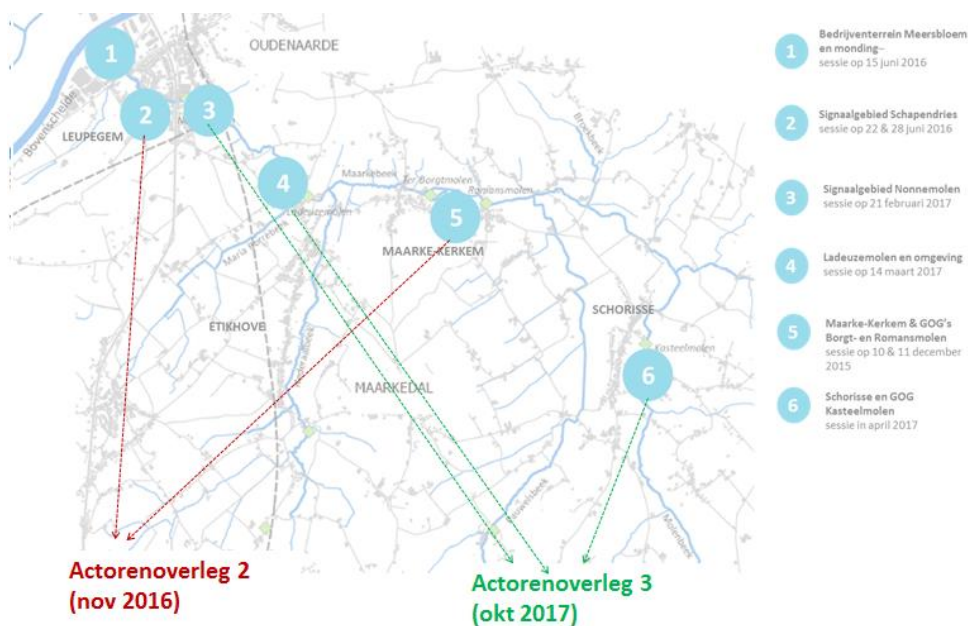 OUDENAARDE
1
2
3
LEUPEGEM
Bovenschelde
4
Maarkebeek
Ter Borgtmolen
Romansmolen
Broekbeek
Ladeuzemolen
5
MAARKE-KERKEM
ETIKHOVE
MAARKEDAL
SCHORISSE
Kasteelmolen
6
Molenbeek
Actorenoverleg 2
(nov 2016)
Actorenoverleg 3
(okt 2017)
1
Bedrijventerrein Meersbloem
en monding–
sessie op 15 juni 2016
2
Signaalgebied Schapendries
sessie op 22 & 28 juni 2016
3
Signaalgebied Nonnemolen
sessie op 21 februari 2017
4
Ladeuzemolen en omgeving
sessie op 14 maart 2017
5
Maarke-Kerkem & GOG's
Borgt- en Romansmolen
sessie op 10 & 11 december
2015
6
Schorisse en GOG
Kasteelmolen
sessie in april 2017